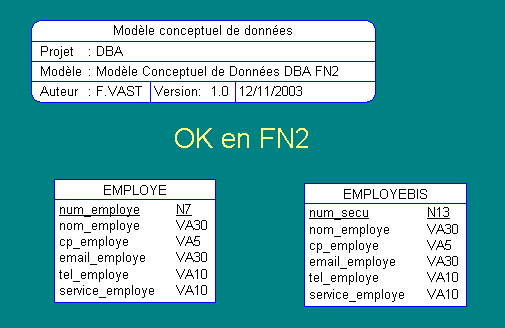 Modèle conceptuel de données
Projet : DBA
Modèle : Modèle Conceptuel de Données DBA FN2
Auteur : F.VAST Version: 1.0 12/11/2003
OK en FN2
EMPLOYE
num_employe N7
nom_employe VA30
cp_employe VA5
email_employe VA30
tel_employe VA10
service_employe VA10
EMPLOYEBIS
num_secu N13
nom_employe VA30
cp_employe VA5
email_employe VA30
tel_employe VA10
service_employe VA10